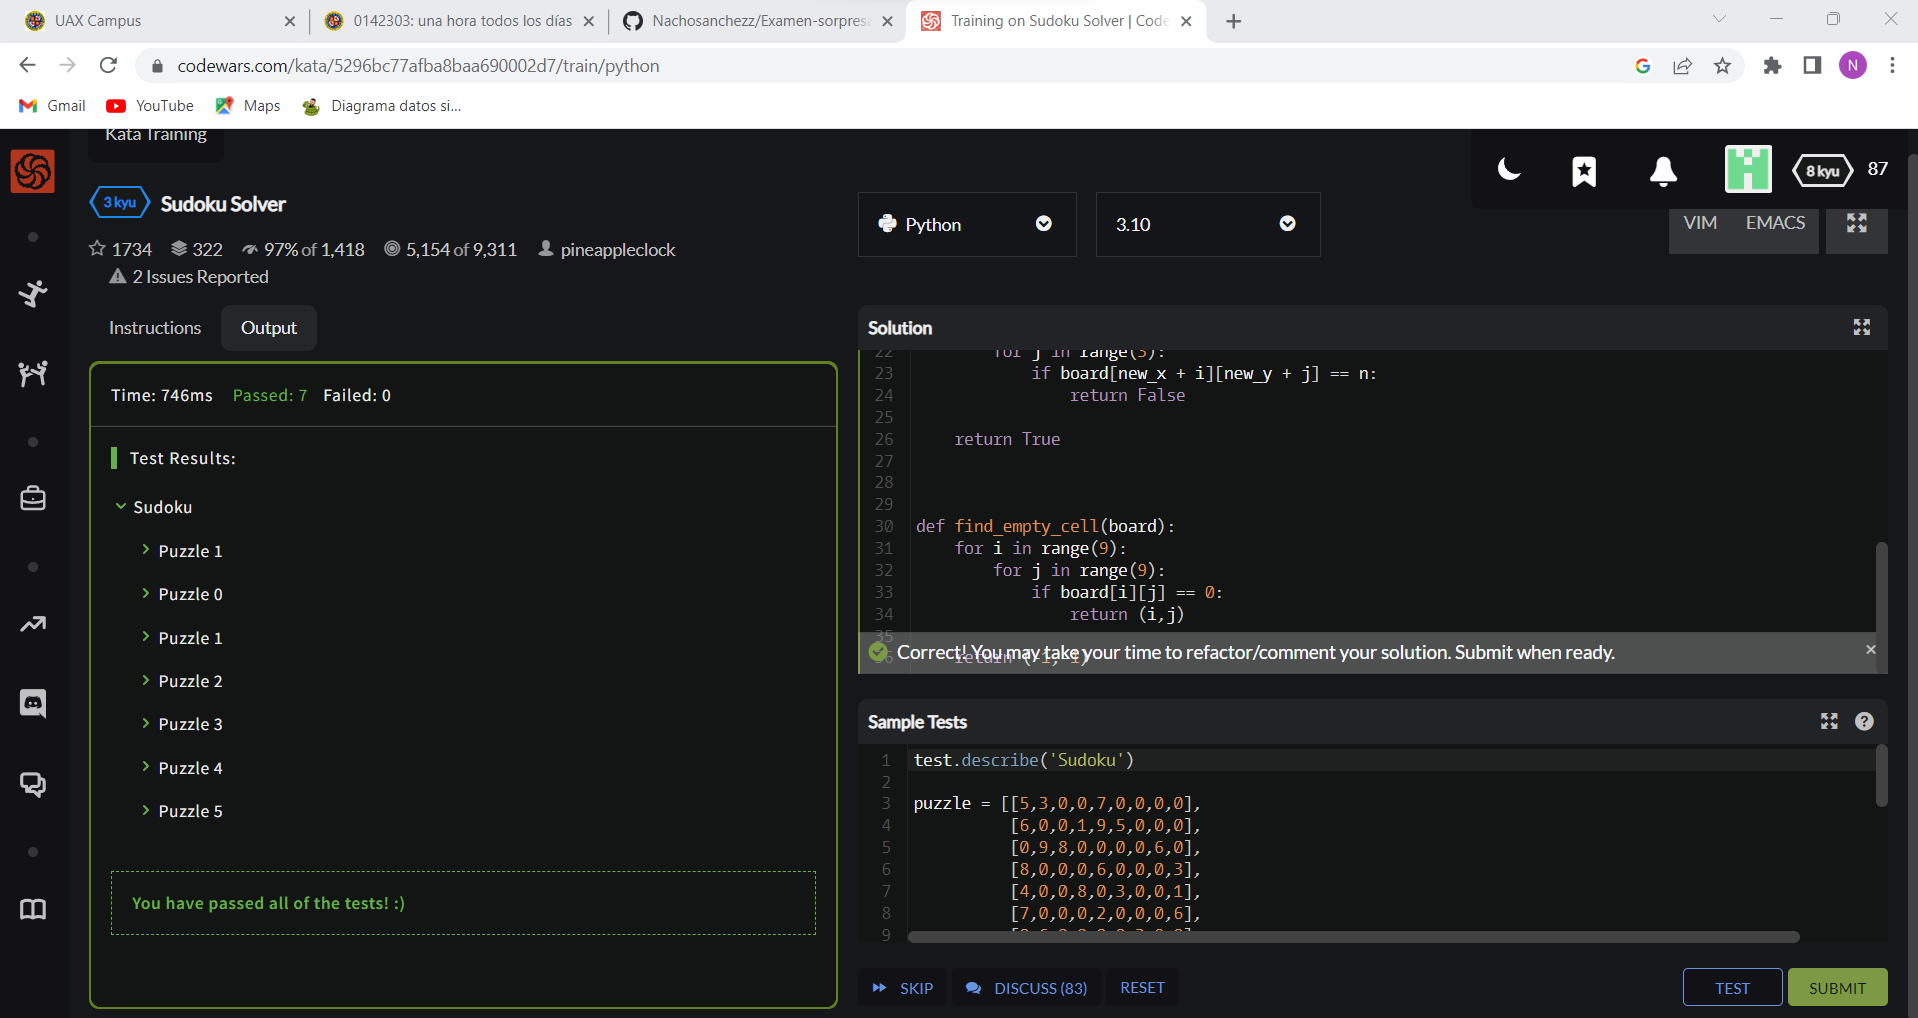 UAX Campus
0142303: una hora todos los días
Nachosanchezz/Examen-sorpres
Training on Sudoku Solver | Code
codewars.com/kata/5296bc77afba8baa690002d7/train/python
N
Gmail
YouTube
Maps
Diagrama datos si...
Kata Training
8 kyu
87
3 kyu
Sudoku Solver
Python
3.10
VIM
EMACS
1734
322
97% of 1,418
5,154 of 9,311
pineappleclock
2 Issues Reported
Instructions
Output
Time: 746ms
Passed: 7
Failed: 0
Test Results:
Sudoku
Puzzle 1
Puzzle 0
Puzzle 1
Puzzle 2
Puzzle 3
Puzzle 4
Puzzle 5
You have passed all of the tests! :)
Solution
22 for j in range(3):
23 if board[new_x + i][new_y + j] == n:
24 return False
25
26 return True
27
28
29
30 def find_empty_cell(board):
31 for i in range(9):
32 for j in range(9):
33 if board[i][j] == 0:
34 return (i,j)
35
36 return
Correct! You may take your time to refactor/comment your solution. Submit when ready.
Sample Tests
1 test.describe('Sudoku')
2
3 puzzle = [[5,3,0,0,7,0,0,0,0],
4 [6,0,0,1,9,5,0,0,0],
5 [0,9,8,0,0,0,0,6,0],
6 [8,0,0,0,6,0,0,0,3],
7 [4,0,0,8,0,3,0,0,1],
8 [7,0,0,0,2,0,0,0,6],
9
SKIP
DISCUSS (83)
RESET
TEST
SUBMIT